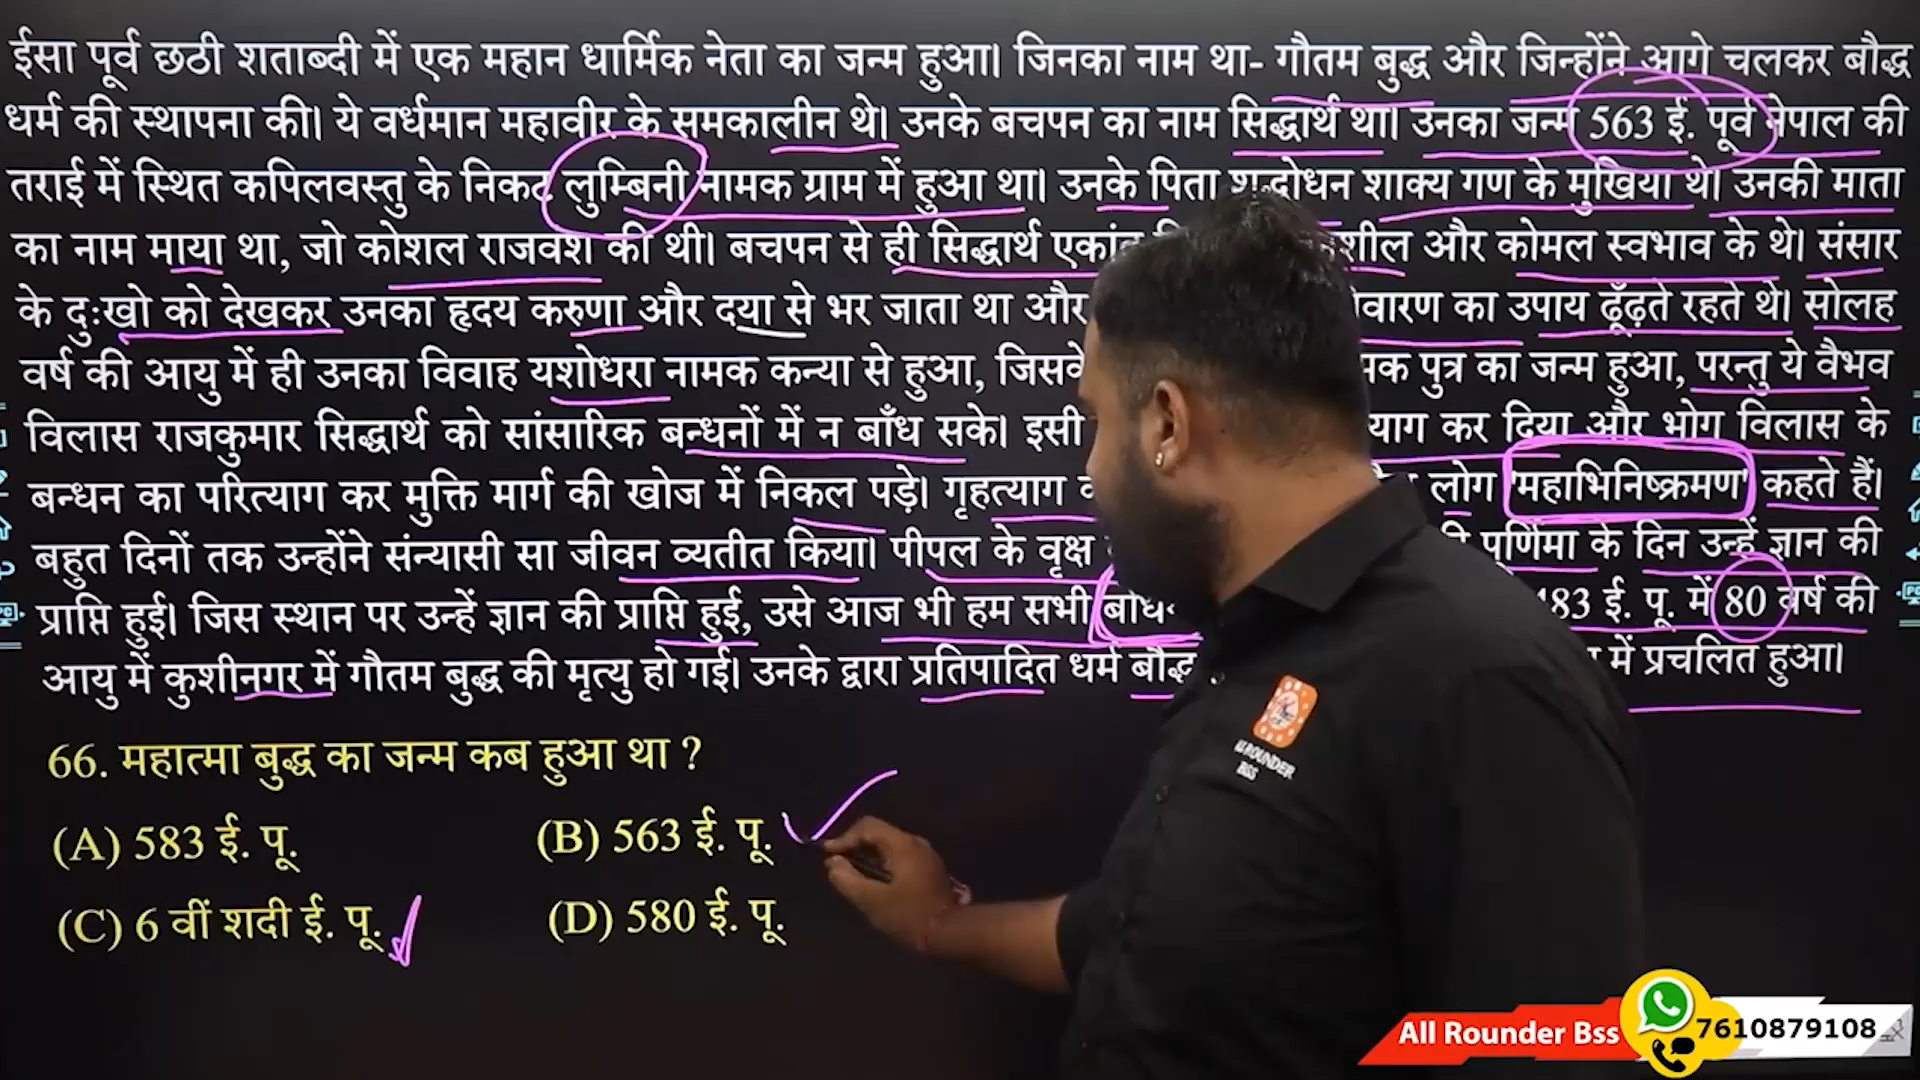 ईसा पूर्व छठी शताब्दी में एक महान धार्मिक नेता का जन्म हुआ। जिनका नाम था- गौतम बुद्ध और जिन्होंने आगे चलकर बौद्ध
धर्म की स्थापना की। ये वर्धमान महावीर के समकालीन थे। उनके बचपन का नाम सिद्धार्थ था। उनका जन्म 563 ई. पूर्व नेपाल की
तराई में स्थित कपिलवस्तु के निकट लुम्बिनी नामक ग्राम में हुआ था। उनके पिता शुद्धोधन शाक्य गण के मुखिया थे। उनकी माता
का नाम माया था, जो कोशल राजवंश की थी। बचपन से ही सिद्धार्थ और कोमल स्वभाव के थे। संसार
के दुःखो को देखकर उनका हृदय करुणा और दया से भर जाता था और उपाय ढूँढ़ते रहते थे। सोलह
वर्ष की आयु में ही उनका विवाह यशोधरा नामक कन्या से हुआ, पुत्र का जन्म हुआ, परन्तु ये वैभव
विलास राजकुमार सिद्धार्थ को सांसारिक बन्धनों में न बाँध सके। इसी कर दिया और भोग विलास के
बन्धन का परित्याग कर मुक्ति मार्ग की खोज में निकल पड़े। गृहत्याग लोग 'महाभिनिष्क्रमण' कहते हैं।
बहुत दिनों तक उन्होंने संन्यासी सा जीवन व्यतीत किया। पीपल के वृक्ष पूर्णिमा के दिन उन्हें ज्ञान की
प्राप्ति हुई। जिस स्थान पर उन्हें ज्ञान की प्राप्ति हुई, उसे आज भी हम सभी ई. पू. में 80 वर्ष की
आयु में कुशीनगर में गौतम बुद्ध की मृत्यु हो गई। उनके द्वारा प्रतिपादित धर्म बौद्ध में प्रचलित हुआ।
66. महात्मा बुद्ध का जन्म कब हुआ था ?
(A) 583 ई. पू. (B) 563 ई. पू.
(C) 6 वीं शदी ई. पू. (D) 580 ई. पू.
BSS
All Rounder Bss 7610879108